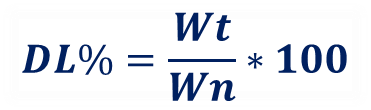 DL% = Wt / Wn * 100